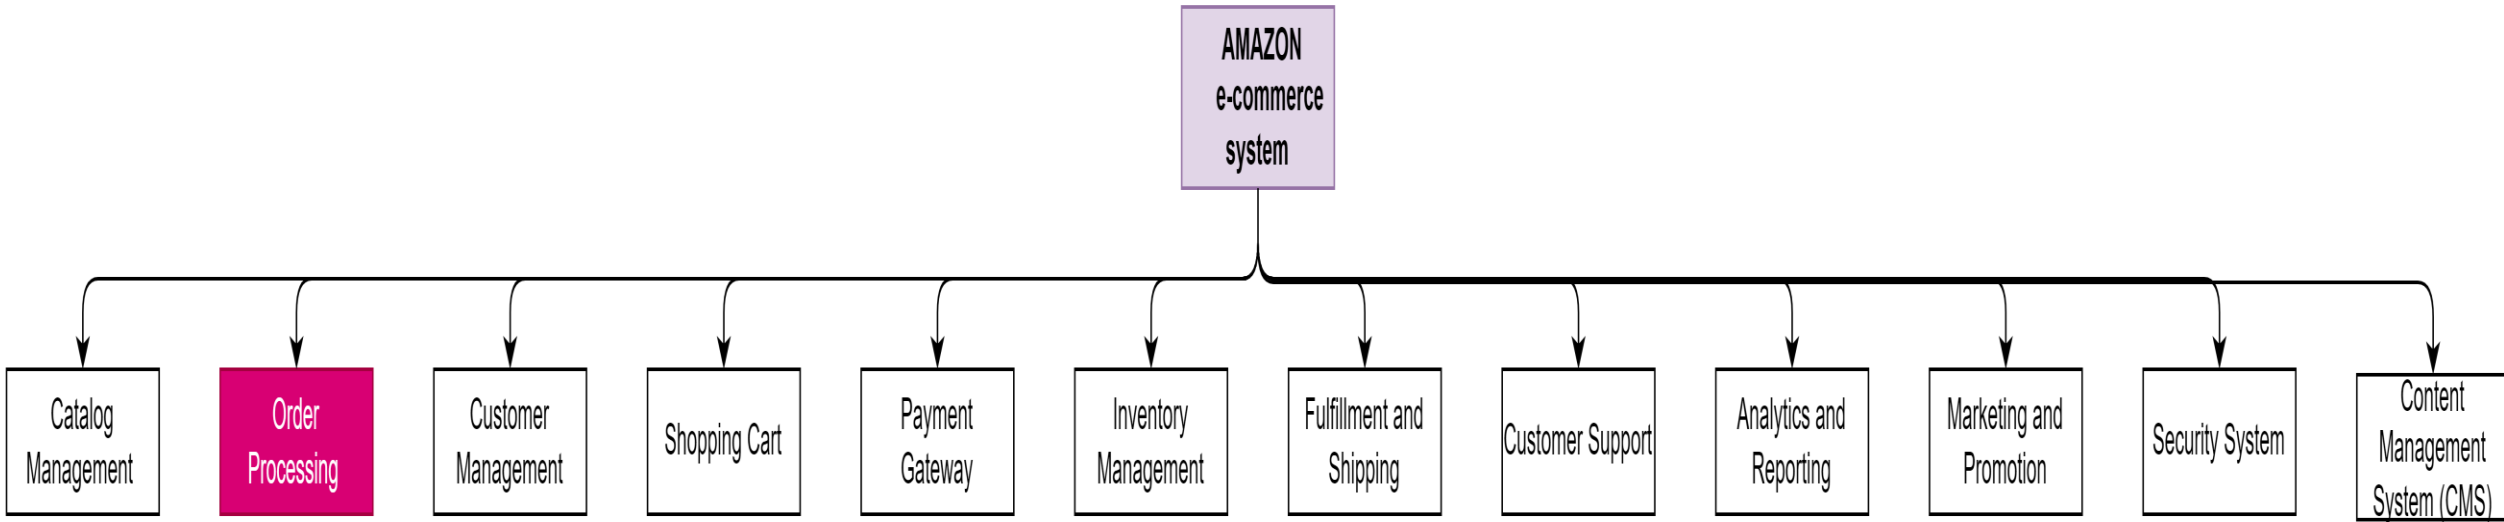 AMAZON
e-commerce
system
Catalog
Management
Order
Processing
Customer
Management
Shopping Cart
Payment
Gateway
Inventory
Management
Fulfillment and
Shipping
Customer Support
Analytics and
Reporting
Marketing and
Promotion
Security System
Content
Management
System (CMS)